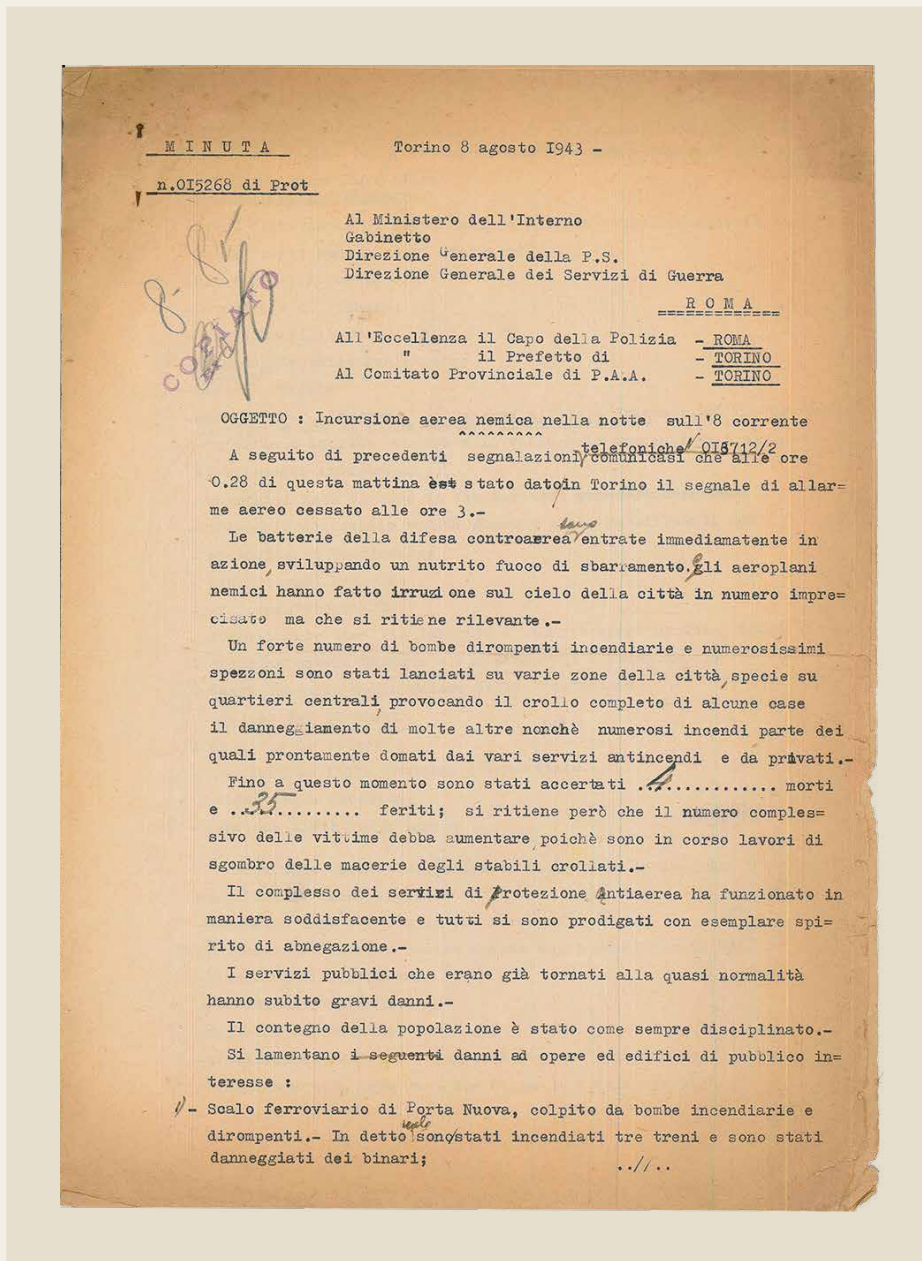 MINUTA
Torino 8 agosto I943 -
n.OI5268 di Prot
8- 85
COPIATO
Al Ministero dell'Interno
Gabinetto
Direzione Generale della P.S.
Direzione Generale dei Servizi di Guerra
ROMA
All'Eccellenza il Capo della Polizia - ROMA
" il Prefetto di - TORINO
Al Comitato Provinciale di P.A.A. - TORINO
OGGETTO : Incursione aerea nemica nella notte sull'8 corrente
telefoniche
A seguito di precedenti segnalazioni comunicasi che alle ore
0.28 di questa mattina è stato dato in Torino il segnale di allar=
me aereo cessato alle ore 3.-
sono
Le batterie della difesa controaerea entrate immediamatente in
azione, sviluppando un nutrito fuoco di sbarramento. gli aeroplani
nemici hanno fatto irruzione sul cielo della città in numero impre=
cisato ma che si ritiene rilevante.-
Un forte numero di bombe dirompenti incendiarie e numerosissimi
spezzoni sono stati lanciati su varie zone della città, specie su
quartieri centrali, provocando il crollo completo di alcune case
il danneggiamento di molte altre nonchè numerosi incendi parte dei
quali prontamente domati dai vari servizi antincendi e da privati.-
Fino a questo momento sono stati accertati ............... morti
e ..35.......... feriti; si ritiene però che il numero comples=
sivo delle vittime debba aumentare, poichè sono in corso lavori di
sgombro delle macerie degli stabili crollati.-
Il complesso dei servizi di Protezione Antiaerea ha funzionato in
maniera soddisfacente e tutti si sono prodigati con esemplare spi=
rito di abnegazione.-
I servizi pubblici che erano già tornati alla quasi normalità
hanno subito gravi danni.-
Il contegno della popolazione è stato come sempre disciplinato.-
Si lamentano i seguenti danni ad opere ed edifici di pubblico in=
teresse :
1)- Scalo ferroviario di Porta Nuova, colpito da bombe incendiarie e
dirompenti.- In detto scalo sono stati incendiati tre treni e sono stati
danneggiati dei binari;
..//..